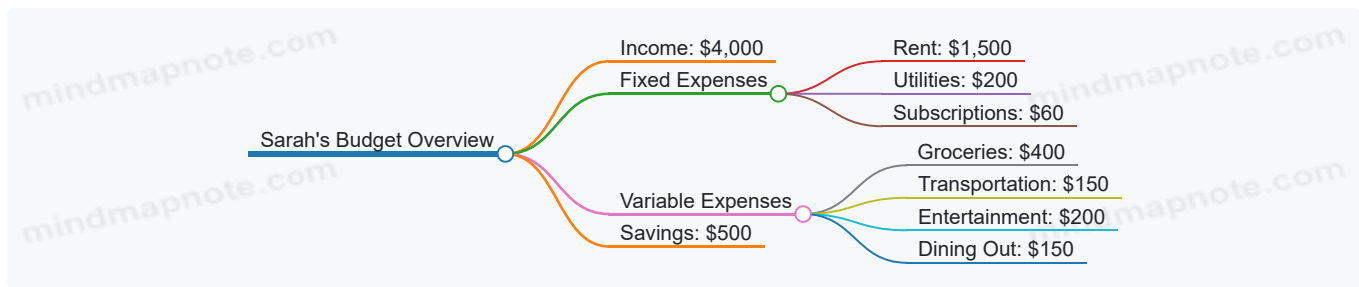 mindmapnote.com
mindmapnote.com
Income: $4,000
Rent: $1,500
Fixed Expenses
Utilities: $200
Subscriptions: $60
Sarah's Budget Overview
Groceries: $400
mindmapnote.com
mindmapnote.com
Transportation: $150
Variable Expenses
Entertainment: $200
Savings: $500
Dining Out: $150